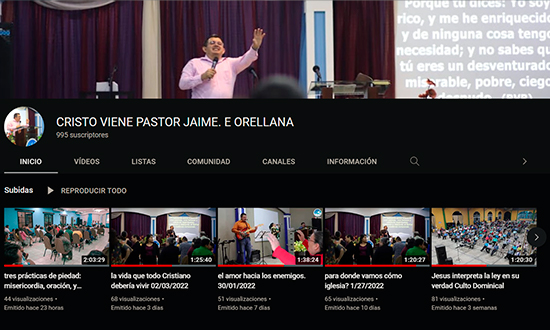 Porque tú dices: Yo soy
rico, y me he enriquecido
y de ninguna cosa tengo
necesidad; y no sabes que
tú eres un desventurado
miserable, pobre, ciego
CRISTO VIENE PASTOR JAIME. E ORELLANA
995 suscriptores
INICIO VÍDEOS LISTAS COMUNIDAD CANALES INFORMACIÓN
Subidas REPRODUCIR TODO
2:03:29 1:25:40 1:38:24 1:20:27
tres prácticas de piedad: la vida que todo Cristiano el amor hacia los enemigos. para donde vamos cómo Jesus interpreta la ley en su
misericordia, oración, y... debería vivir 02/03/2022 30/01/2022 iglesia? 1/27/2022 verdad Culto Dominical
44 visualizaciones · 68 visualizaciones · 51 visualizaciones · 65 visualizaciones · 81 visualizaciones ·
Emitido hace 23 horas Emitido hace 3 días Emitido hace 7 días Emitido hace 10 días Emitido hace 3 semanas